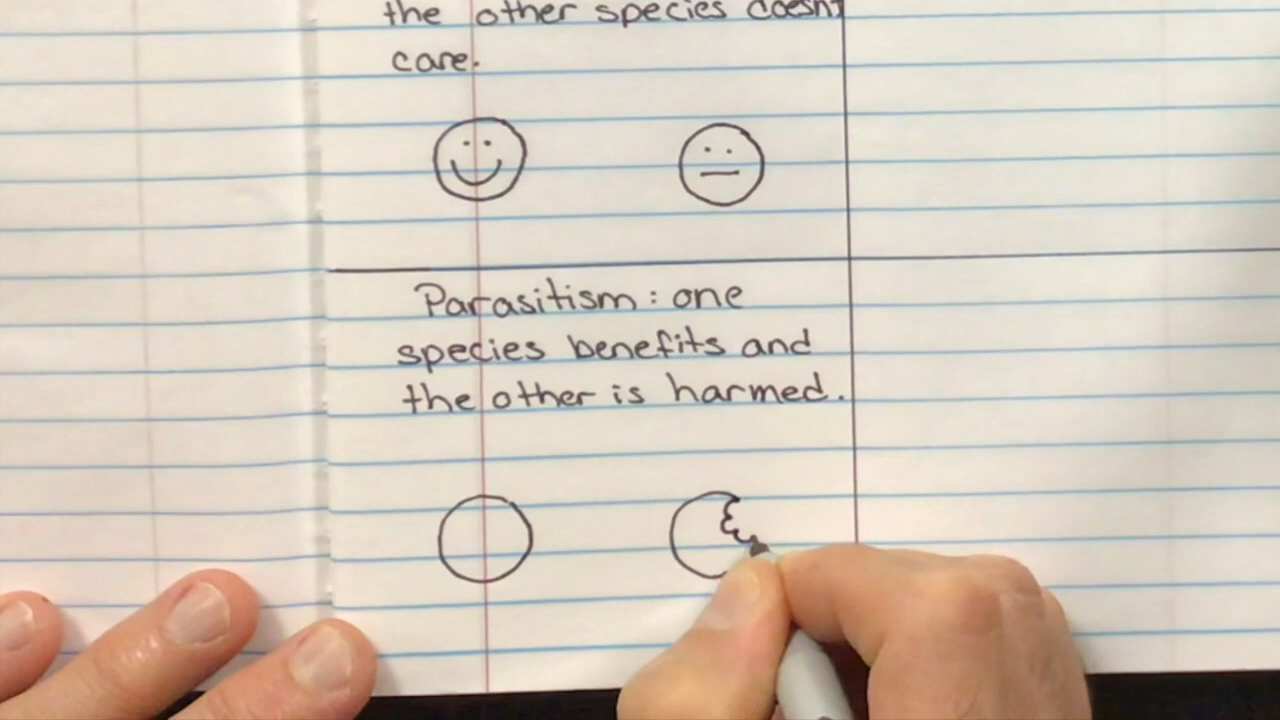 the other species doesn't
care.
Parasitism: one
species benefits and
the other is harmed.